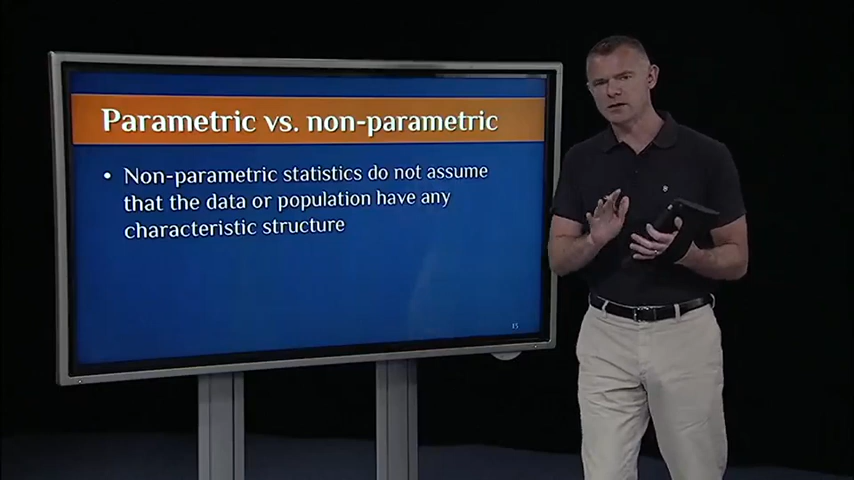 Parametric vs. non-parametric
• Non-parametric statistics do not assume
that the data or population have any
characteristic structure
15